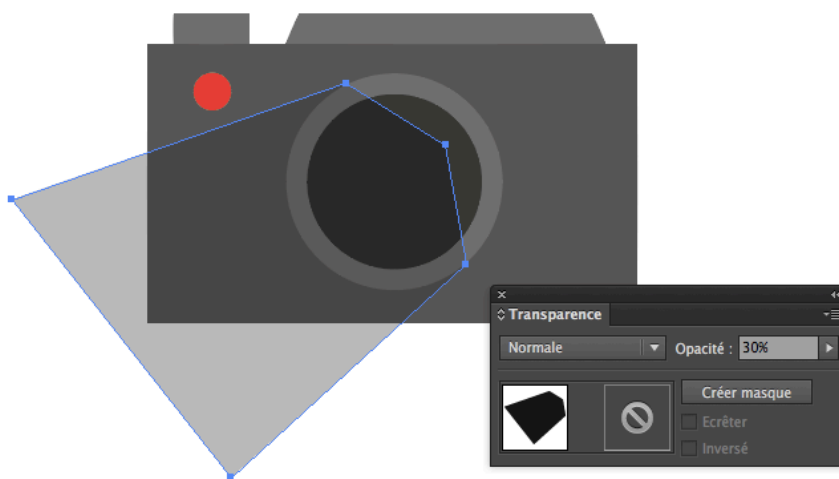 Transparence
Normale Opacité : 30%
Créer masque
Ecrêter
Inversé